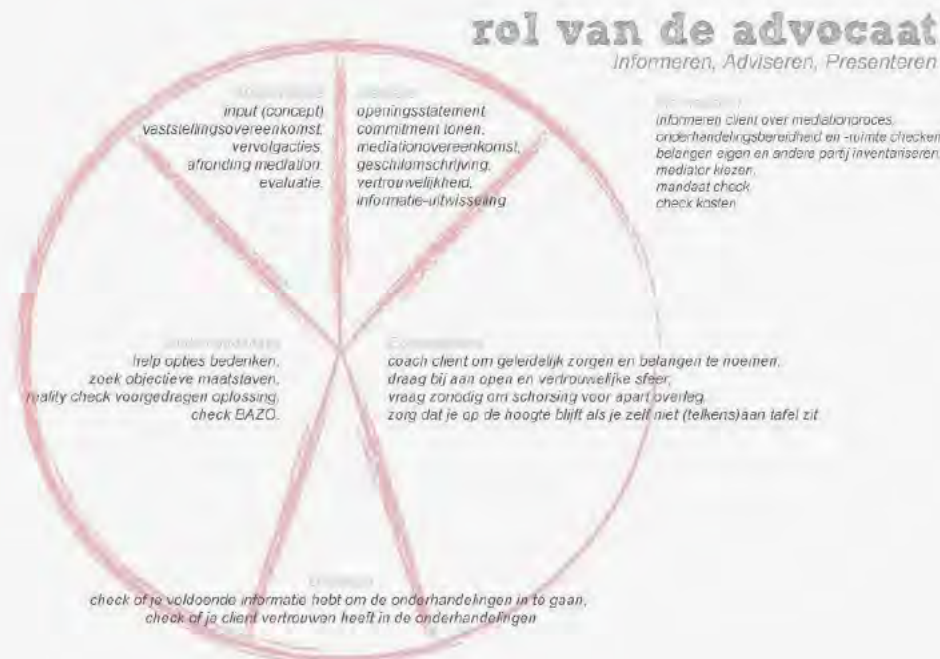 rol van de advocaat
Informeren, Adviseren, Presenteren
informeren client over mediationproces,
onderhandelingsbereidheid en -ruimte checken
belangen eigen en andere partij inventariseren,
mediator kiezen,
mandaat check
check kosten
openingsstatement
commitment tonen,
mediationovereenkomst,
geschilomschrijving,
vertrouwelijkheid,
informatie-uitwisseling
coach client om geleidelijk zorgen en belangen te noemen,
draag bij aan open en vertrouwelijke sfeer,
vraag zonodig om schorsing voor apart overleg,
zorg dat je op de hoogte blijft als je zelf niet (telkens)aan tafel zit
check of je voldoende informatie hebt om de onderhandelingen in te gaan,
check of je client vertrouwen heeft in de onderhandelingen
help opties bedenken,
zoek objectieve maatstaven,
reality check voorgedragen oplossing,
check BAZO.
input (concept)
vaststellingsovereenkomst,
vervolgacties,
afronding mediation,
evaluatie.